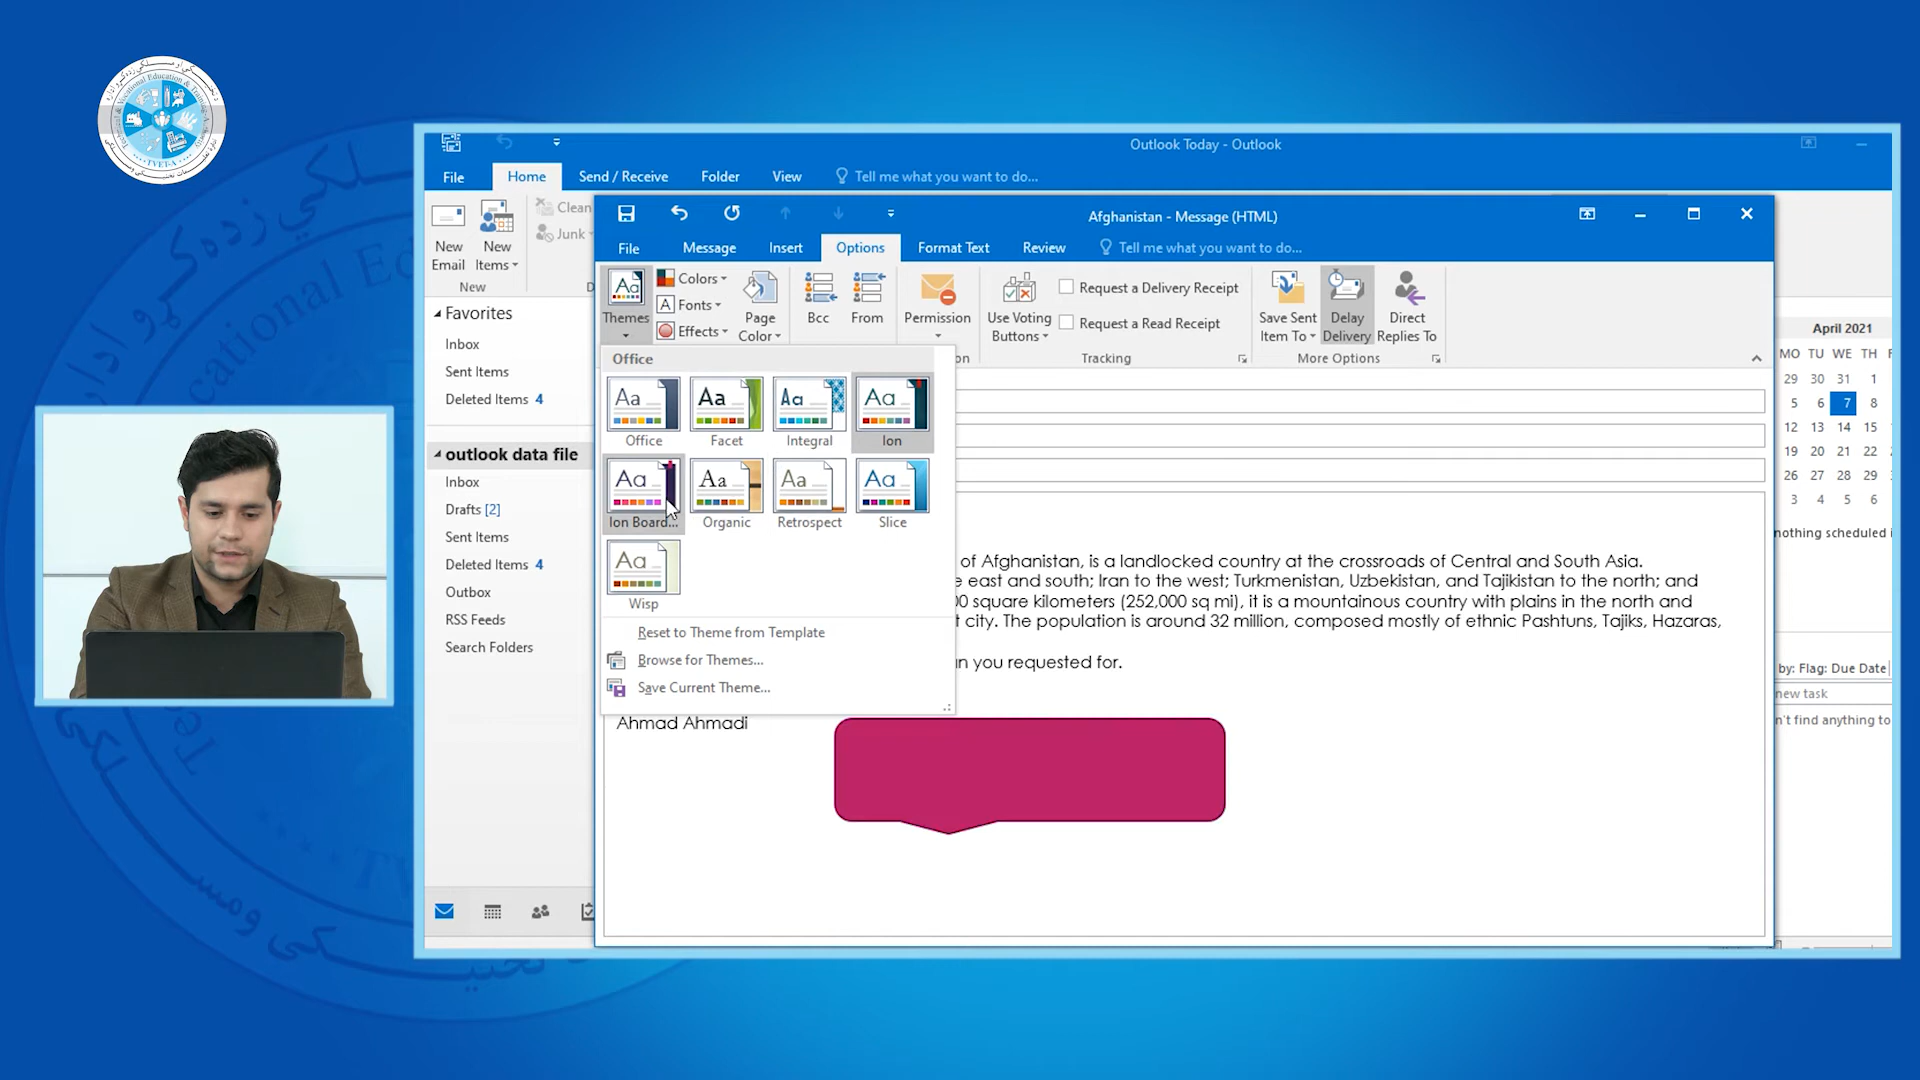 Technical & Vocational Education & Training Authority
TVET-A
Outlook Today - Outlook
File
Home
Send / Receive
Folder
View
Tell me what you want to do...
New
Email
New
Items
Clean
Junk
New
Favorites
Inbox
Sent Items
Deleted Items 4
outlook data file
Inbox
Drafts [2]
Sent Items
Deleted Items 4
Outbox
RSS Feeds
Search Folders
Afghanistan - Message (HTML)
File
Message
Insert
Options
Format Text
Review
Tell me what you want to do...
Themes
Colors
Fonts
Effects
Page
Color
Bcc
From
Permission
Use Voting
Buttons
Request a Delivery Receipt
Request a Read Receipt
Tracking
Save Sent
Item To
Delay
Delivery
Direct
Replies To
More Options
Office
Office
Facet
Integral
Ion
Ion Board...
Organic
Retrospect
Slice
Wisp
Reset to Theme from Template
Browse for Themes...
Save Current Theme...
of Afghanistan, is a landlocked country at the crossroads of Central and South Asia.
e east and south; Iran to the west; Turkmenistan, Uzbekistan, and Tajikistan to the north; and
00 square kilometers (252,000 sq mi), it is a mountainous country with plains in the north and
t city. The population is around 32 million, composed mostly of ethnic Pashtuns, Tajiks, Hazaras,
n you requested for.
Ahmad Ahmadi
April 2021
MO TU WE TH F
29 30 31 1
5 6 7 8
12 13 14 15
19 20 21 22
26 27 28 29
3 4 5 6
nothing scheduled i
by: Flag: Due Date
new task
n't find anything to